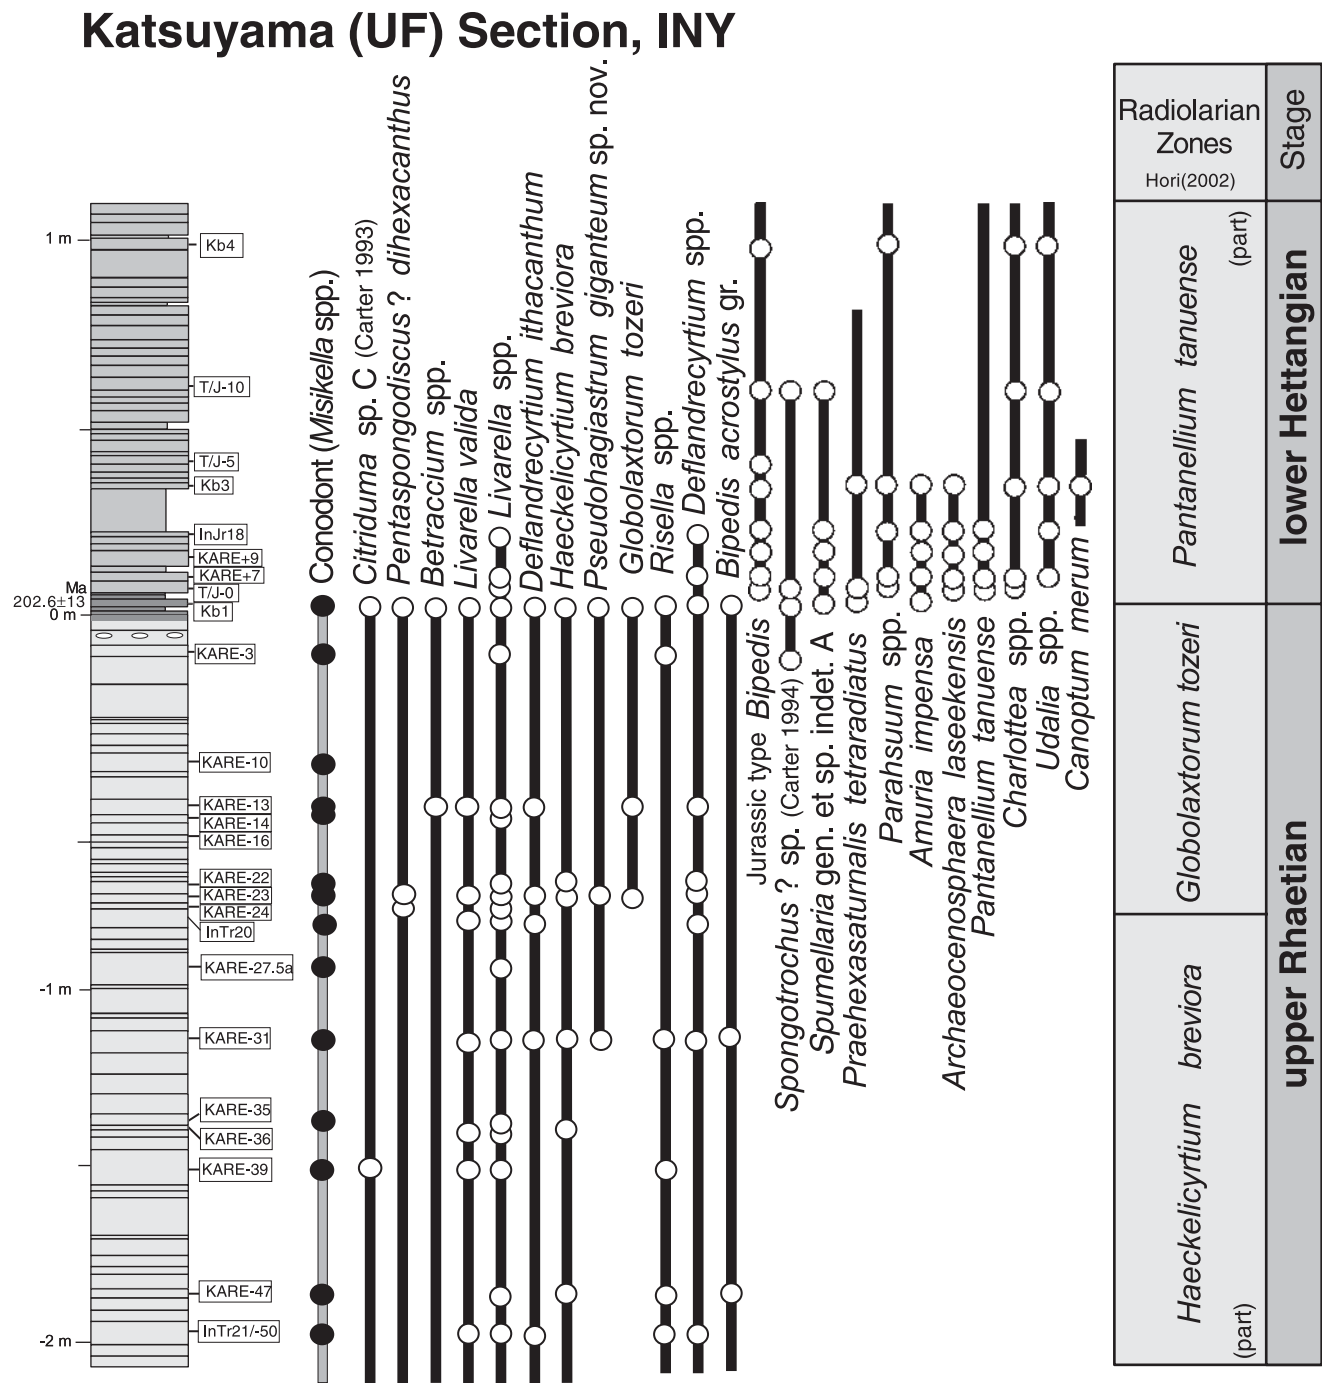 Katsuyama (UF) Section, INY
Radiolarian
Zones
Hori(2002)
Stage
1 m
Ma
202.6±13
0 m
-1 m
-2 m
Kb4
T/J-10
T/J-5
Kb3
InJr18
KARE+9
KARE+7
T/J-0
Kb1
KARE-3
KARE-10
KARE-13
KARE-14
KARE-16
KARE-22
KARE-23
KARE-24
InTr20
KARE-27.5a
KARE-31
KARE-35
KARE-36
KARE-39
KARE-47
InTr21/-50
Conodont (Misikella spp.)
Citriduma sp. C (Carter 1993)
Pentaspongodiscus ? dihexacanthus
Betraccium spp.
Livarella valida
Livarella spp.
Deflandrecyrtium ithacanthum
Haeckelicyrtium breviora
Pseudohagiastrum giganteum sp. nov.
Globolaxtorum tozeri
Risella spp.
Deflandrecyrtium spp.
Bipedis acrostylus gr.
Jurassic type Bipedis
Spongotrochus ? sp. (Carter 1994)
Spumellaria gen. et sp. indet. A
Praehexasaturnalis tetraradiatus
Parahsuum spp.
Amuria impensa
Archaeocenosphaera laseekensis
Pantanellium tanuense
Charlottea spp.
Udalia spp.
Canoptum merum
Pantanellium tanuense
(part)
Globolaxtorum tozeri
Haeckelicyrtium breviora
(part)
lower Hettangian
upper Rhaetian